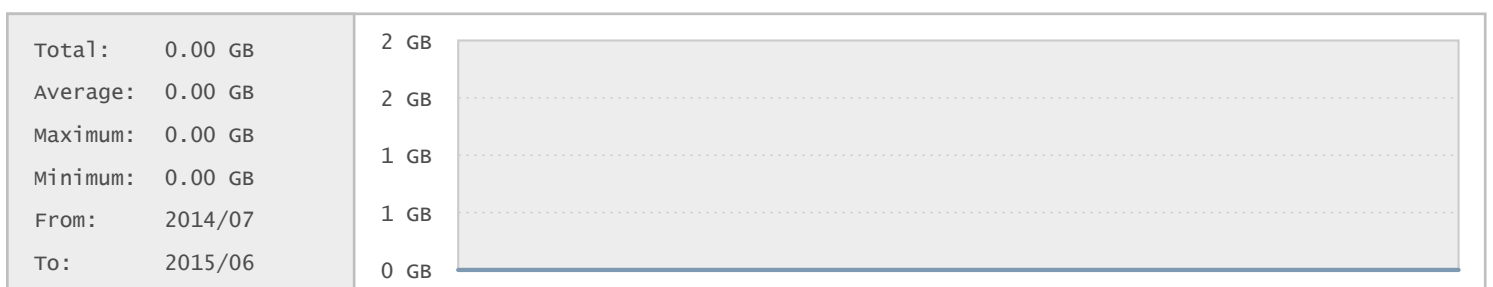 Total: 0.00 GB
Average: 0.00 GB
Maximum: 0.00 GB
Minimum: 0.00 GB
From: 2014/07
To: 2015/06
2 GB
2 GB
1 GB
1 GB
0 GB